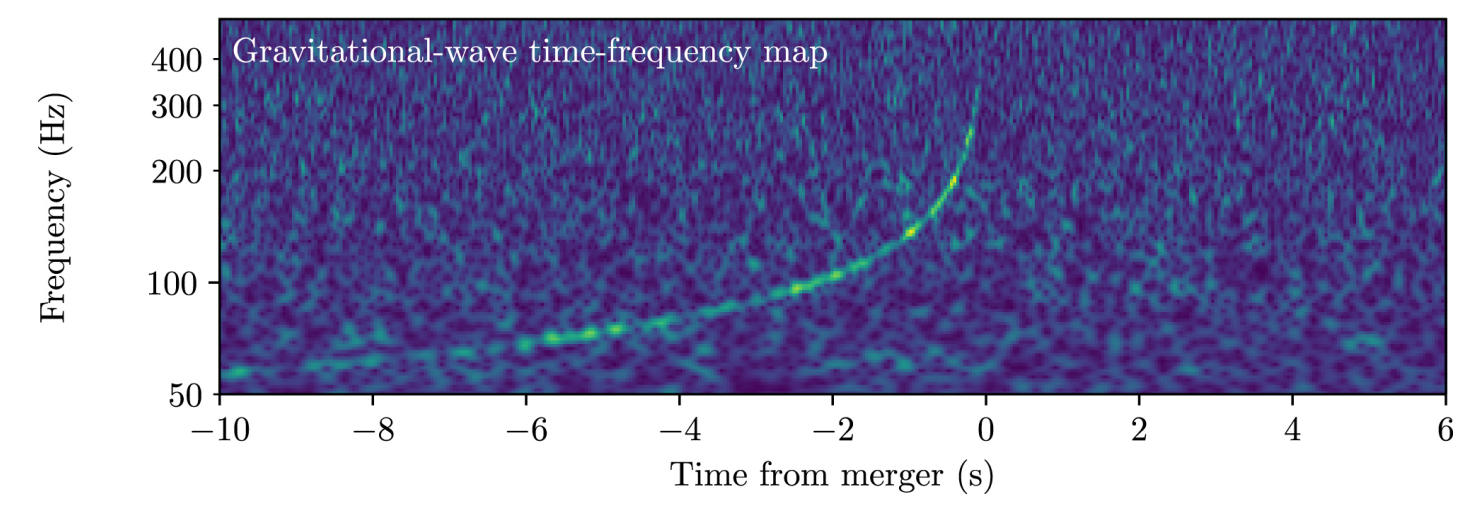 Gravitational-wave time-frequency map
Frequency (Hz)
400
300
200
100
50
−10 −8 −6 −4 −2 0 2 4 6
Time from merger (s)